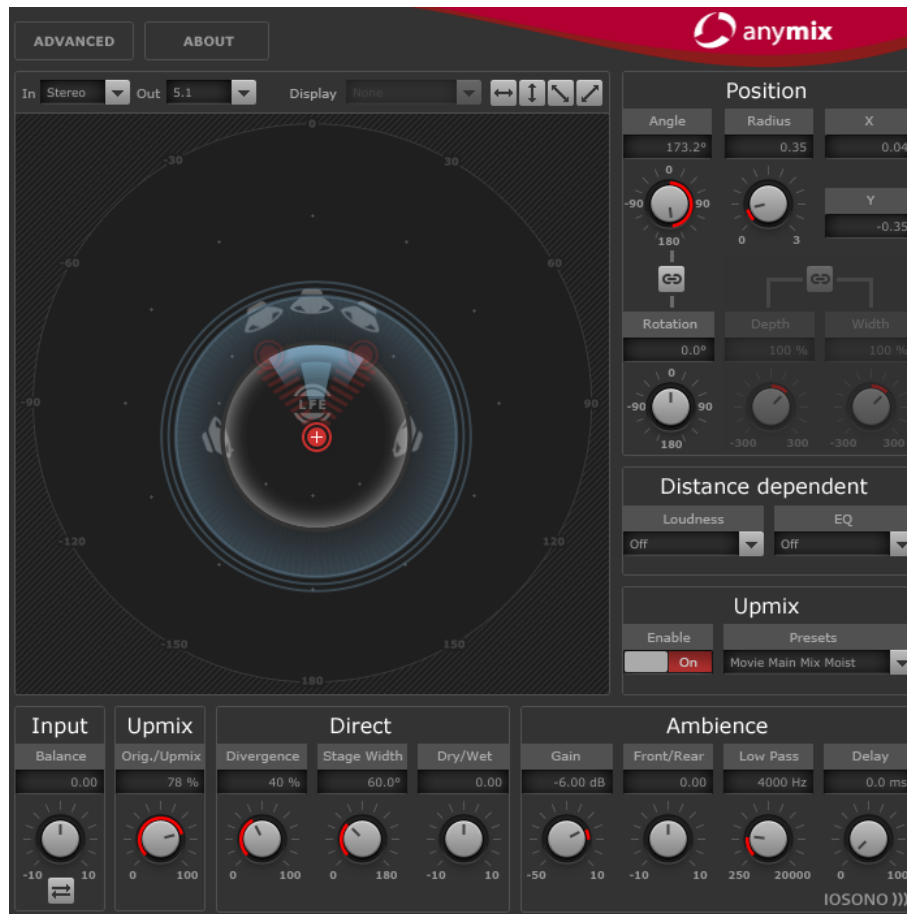 ADVANCED ABOUT anymix
In Stereo Out 5.1 Display None
Position
Angle Radius X
173.2º 0.35 0.04
0
-90 90 Y
180 0 3 -0.35
Rotation Depth Width
0.0º 100 % 100 %
0
-90 90
180 -300 300 -300 300
0
-30 30
-60 60
-90 90
-120 120
-150 150
180
LFE
Distance dependent
Loudness EQ
Off Off
Upmix
Enable Presets
On Movie Main Mix Moist
Input Upmix Direct Ambience
Balance Orig./Upmix Divergence Stage Width Dry/Wet Gain Front/Rear Low Pass Delay
0.00 78 % 40 % 60.0º 0.00 -6.00 dB 0.00 4000 Hz 0.0 ms
-10 10 0 100 0 100 0 180 -10 10 -50 10 -10 10 250 20000 0 100
IOSONO